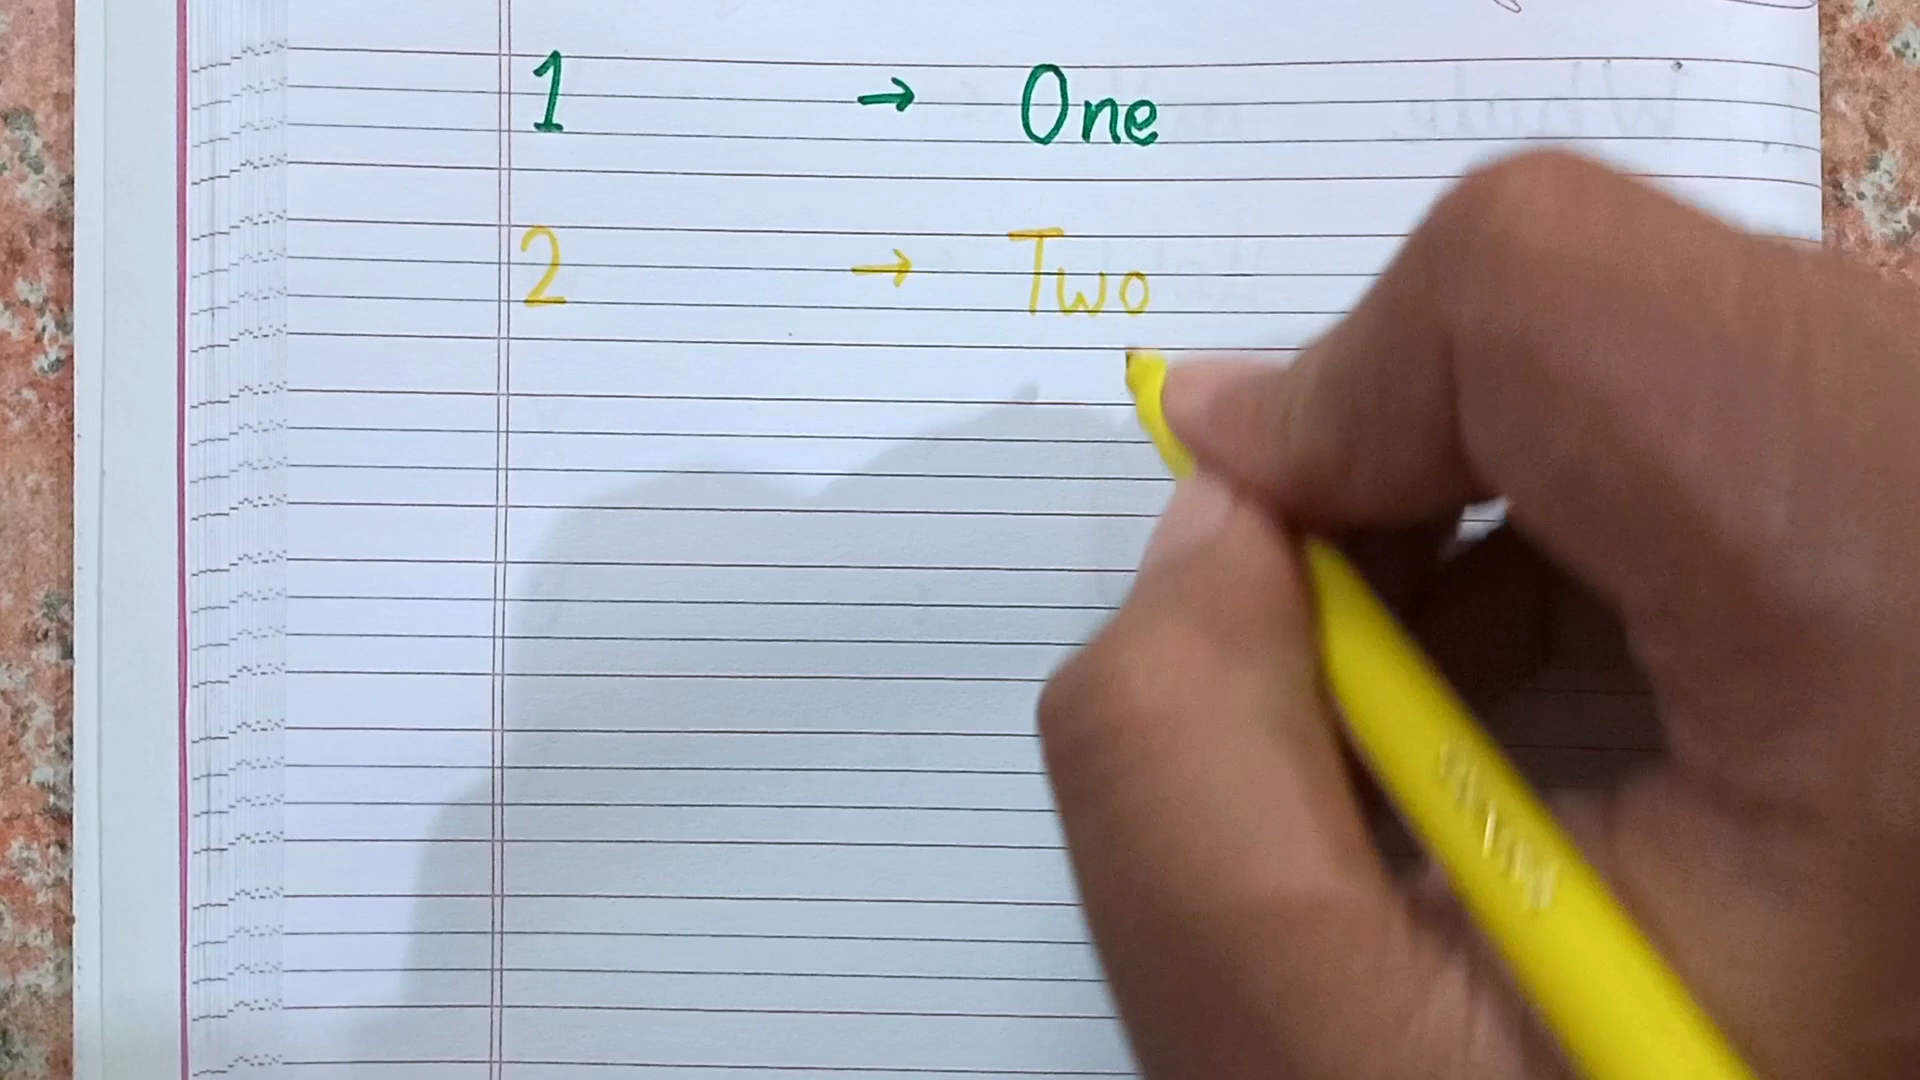 1 → One
2 → Two